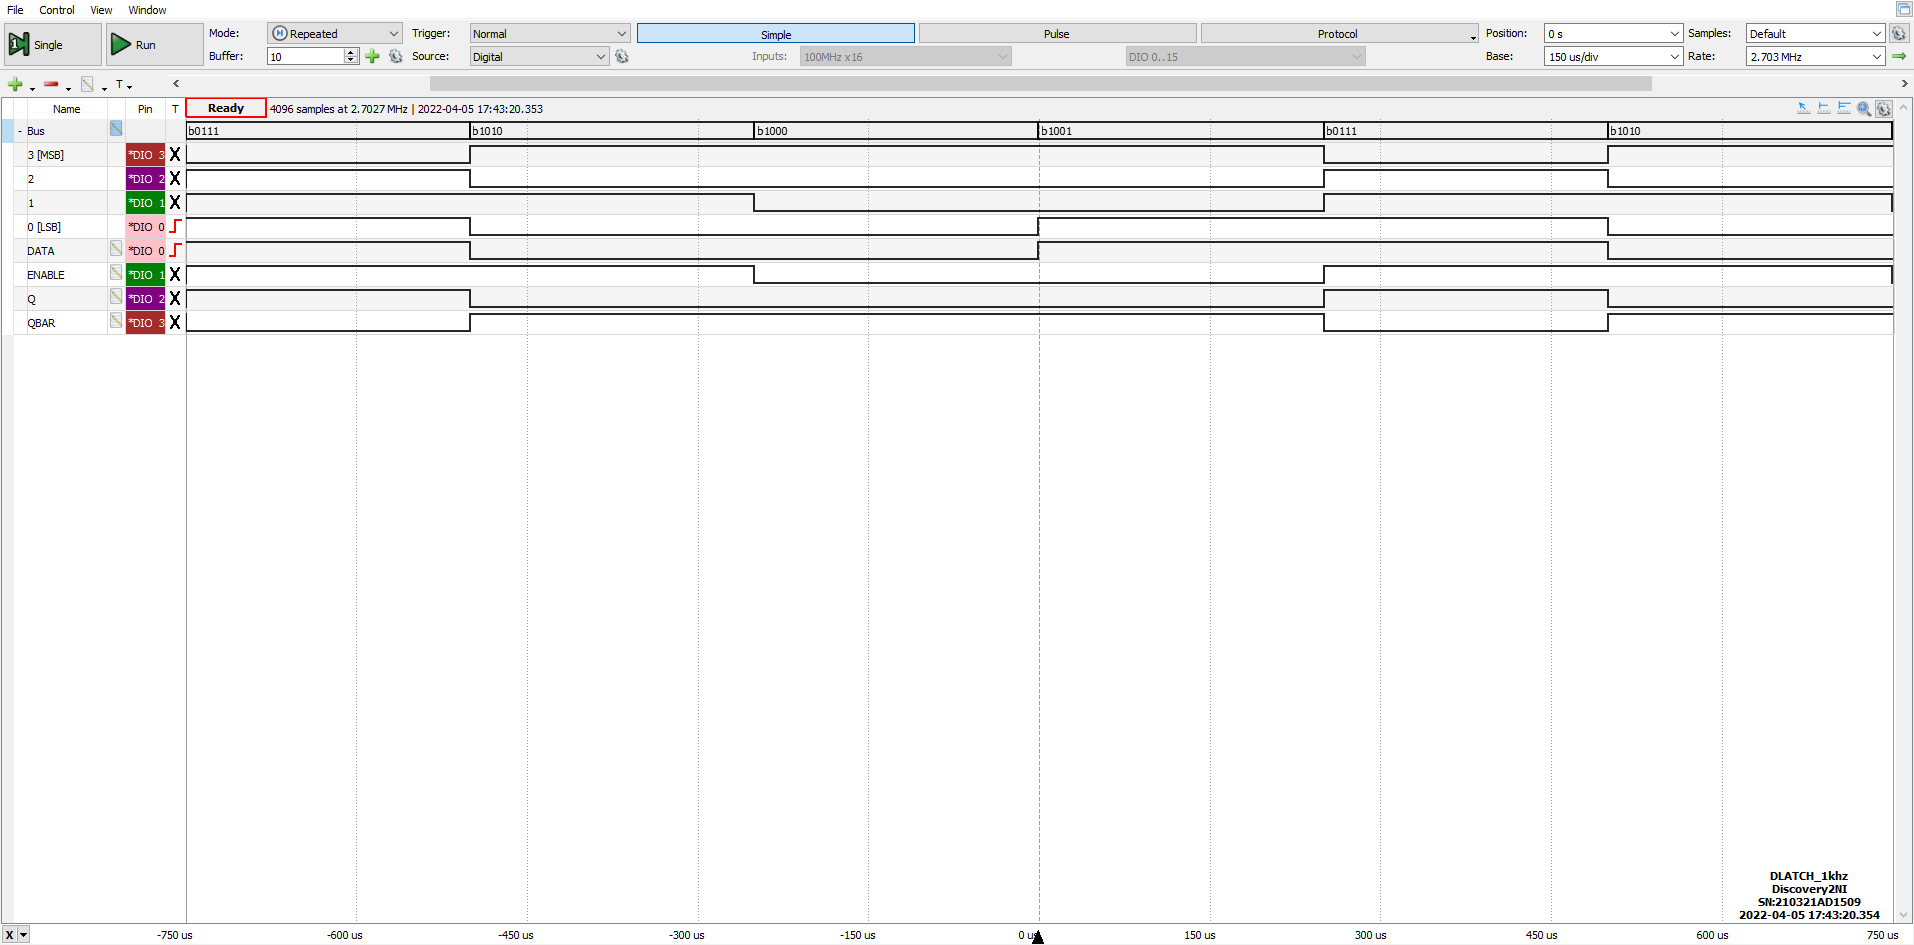 File Control View Window
Single Run Mode: Repeated Trigger: Normal Simple Pulse Protocol Position: 0 s Samples: Default
Buffer: 10 Source: Digital Inputs: 100MHz x16 DIO 0..15 Base: 150 us/div Rate: 2.703 MHz
T
Name Pin T Ready 4096 samples at 2.7027 MHz | 2022-04-05 17:43:20.353
- Bus b0111 b1010 b1000 b1001 b0111 b1010
3 [MSB] *DIO 3 X
2 *DIO 2 X
1 *DIO 1 X
0 [LSB] *DIO 0
DATA *DIO 0
ENABLE *DIO 1 X
Q *DIO 2 X
QBAR *DIO 3 X
DLATCH_1khz
Discovery2NI
SN:210321AD1509
2022-04-05 17:43:20.354
X -750 us -600 us -450 us -300 us -150 us 0 us 150 us 300 us 450 us 600 us 750 us